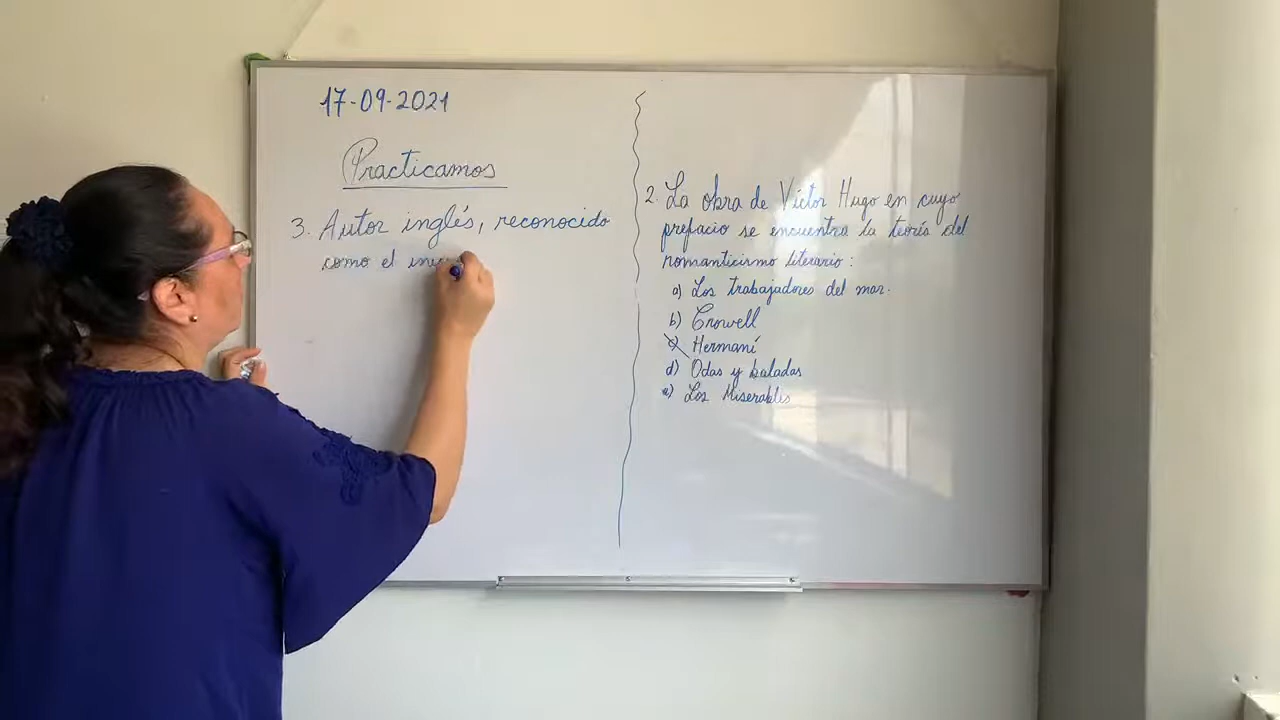 17-09-2021
Practicamos
3. Autor inglés, reconocido
como el
2. La obra de Víctor Hugo en cuyo
prefacio se encuentra la teoría del
romanticismo literario :
a) Los trabajadores del mar.
b) Crowell
c) Hermaní
d) Odas y baladas
e) Los Miserables